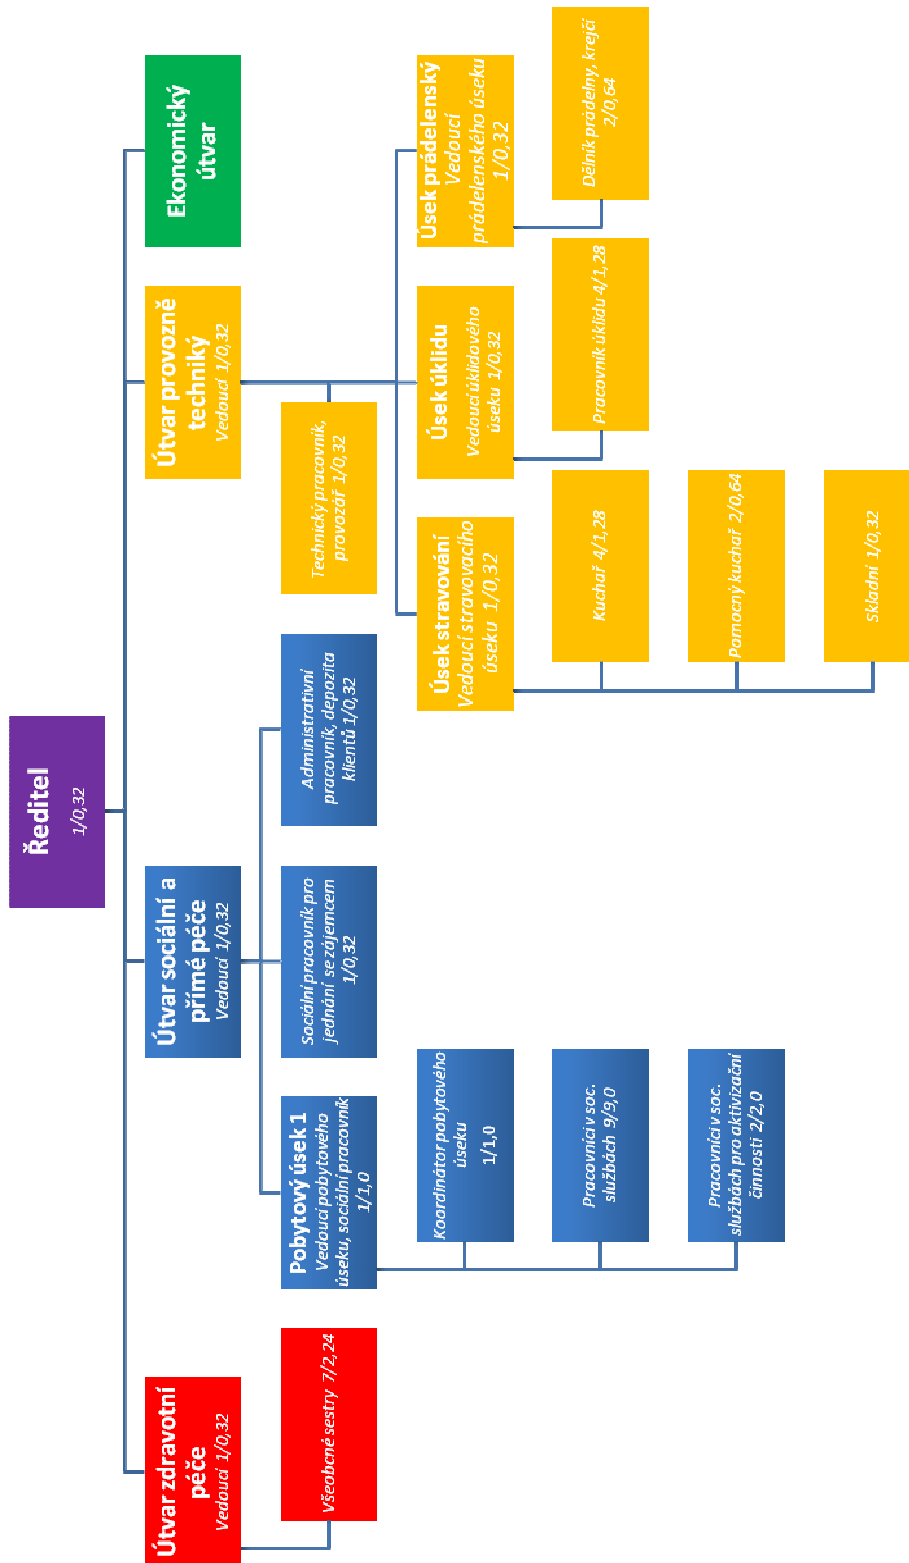 Ředitel
1/0,32
Útvar zdravotní
péče
Vedoucí 1/0,32
Útvar sociální a
přímé péče
Vedoucí 1/0,32
Útvar provozně
techniký
Vedoucí 1/0,32
Ekonomický
útvar
Všeobcné sestry 7/2,24
Pobytový úsek 1
Vedoucí pobytového
úseku, sociální pracovník
1/1,0
Sociální pracovník pro
jednání se zájemcem
1/0,32
Administrativní
pracovník, depozita
klientů 1/0,32
Technický pracovník,
provozář 1/0,32
Koordinátor pobytového
úseku
1/1,0
Pracovníci v soc.
službách 9/9,0
Pracovníci v soc.
službách pro aktivizační
činnosti 2/2,0
Úsek stravování
Vedoucí stravovacího
úseku 1/0,32
Úsek úklidu
Vedoucí úklidového
úseku 1/0,32
Úsek prádelenský
Vedoucí
prádelenského úseku
1/0,32
Kuchař 4/1,28
Pomocný kuchař 2/0,64
Skladní 1/0,32
Pracovník úklidu 4/1,28
Dělník prádelny, krejčí
2/0,64